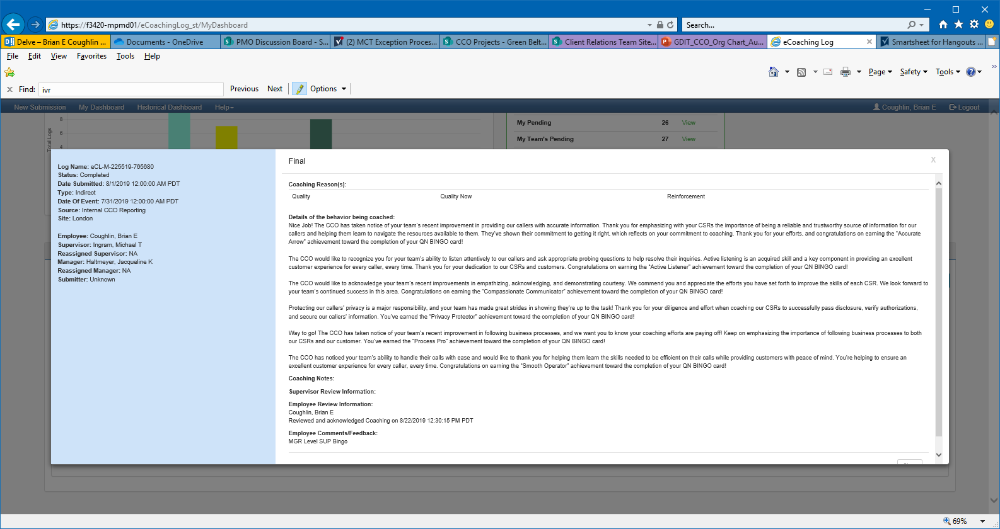 https://f3420-mpmd01/eCoachingLog_st/MyDashboard
Search...
Delve – Brian E Coughlin ...
Documents - OneDrive
PMO Discussion Board - S...
(2) MCT Exception Proces...
CCO Projects - Green Belt...
Client Relations Team Site...
GDIT_CCO_Org Chart_Au...
eCoaching Log
Smartsheet for Hangouts ...
File Edit View Favorites Tools Help
Page Safety Tools
Find: ivr Previous Next Options
New Submission My Dashboard Historical Dashboard Help Coughlin, Brian E Logout
8
6
4
Total Logs
My Pending 26 View
My Team's Pending 27 View
Log Name: eCL-M-225519-765680
Status: Completed
Date Submitted: 8/1/2019 12:00:00 AM PDT
Type: Indirect
Date Of Event: 7/31/2019 12:00:00 AM PDT
Source: Internal CCO Reporting
Site: London
Employee: Coughlin, Brian E
Supervisor: Ingram, Michael T
Reassigned Supervisor: NA
Manager: Haltmeyer, Jacqueline K
Reassigned Manager: NA
Submitter: Unknown
Final
X
Coaching Reason(s):
Quality Quality Now Reinforcement
Details of the behavior being coached:
Nice Job! The CCO has taken notice of your team's recent improvement in providing our callers with accurate information. Thank you for emphasizing with your CSRs the importance of being a reliable and trustworthy source of information for our
callers and helping them learn to navigate the resources available to them. They've shown their commitment to getting it right, which reflects on your commitment to coaching. Thank you for your efforts, and congratulations on earning the “Accurate
Arrow” achievement toward the completion of your QN BINGO card!
The CCO would like to recognize you for your team's ability to listen attentively to our callers and ask appropriate probing questions to help resolve their inquiries. Active listening is an acquired skill and a key component in providing an excellent
customer experience for every caller, every time. Thank you for your dedication to our CSRs and customers. Congratulations on earning the “Active Listener” achievement toward the completion of your QN BINGO card!
The CCO would like to acknowledge your team's recent improvements in empathizing, acknowledging, and demonstrating courtesy. We commend you and appreciate the efforts you have set forth to improve the skills of each CSR. We look forward to
your team's continued success in this area. Congratulations on earning the “Compassionate Communicator” achievement toward the completion of your QN BINGO card!
Protecting our callers' privacy is a major responsibility, and your team has made great strides in showing they're up to the task! Thank you for your diligence and effort when coaching our CSRs to successfully pass disclosure, verify authorizations,
and secure our callers' information. You've earned the “Privacy Protector” achievement toward the completion of your QN BINGO card!
Way to go! The CCO has taken notice of your team's recent improvement in following business processes, and we want you to know your coaching efforts are paying off! Keep on emphasizing the importance of following business processes to both
our CSRs and our customer. You've earned the “Process Pro” achievement toward the completion of your QN BINGO card!
The CCO has noticed your team's ability to handle their calls with ease and would like to thank you for helping them learn the skills needed to be efficient on their calls while providing customers with peace of mind. You're helping to ensure an
excellent customer experience for every caller, every time. Congratulations on earning the “Smooth Operator” achievement toward the completion of your QN BINGO card!
Coaching Notes:
Supervisor Review Information:
Employee Review Information:
Coughlin, Brian E
Reviewed and acknowledged Coaching on 8/22/2019 12:30:15 PM PDT
Employee Comments/Feedback:
MGR Level SUP Bingo
69%